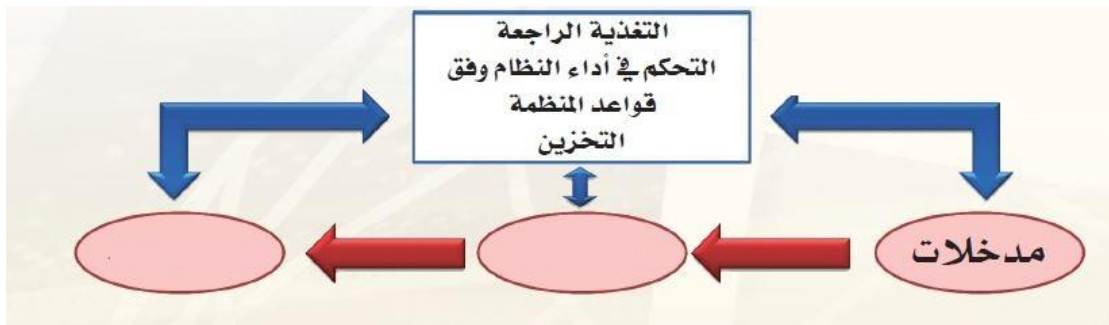 التغذية الراجعة
التحكم في أداء النظام وفق
قواعد المنظمة
التخزين
مدخلات